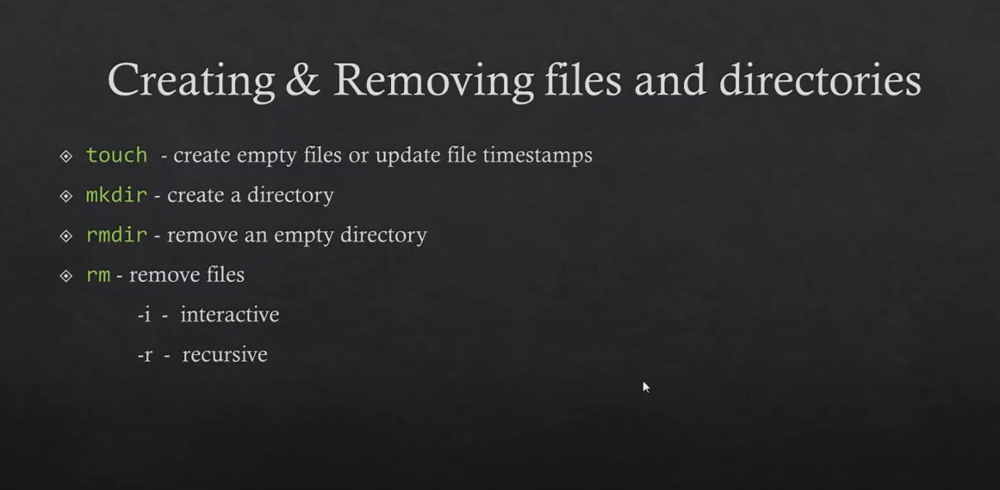 Creating & Removing files and directories
touch - create empty files or update file timestamps
mkdir - create a directory
rmdir - remove an empty directory
rm - remove files
-i - interactive
-r - recursive